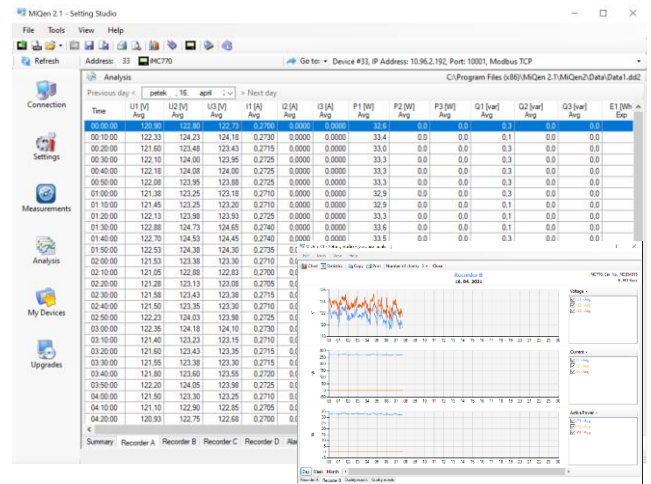 MiQen 2.1 - Setting Studio
File Tools View Help
Refresh Address: 33 IMC770 Go to: Device #33, IP Address: 10.96.2.192, Port: 10001, Modbus TCP
Analysis C:\Program Files (x86)\MiQen 2.1\MiQen2\Data\Data1.dd2
Previous day < petek , 16. april > Next day
Time U1 [V] U2 [V] U3 [V] I1 [A] I2 [A] I3 [A] P1 [W] P2 [W] P3 [W] Q1 [var] Q2 [var] Q3 [var] E1 [Wh
Avg Avg Avg Avg Avg Avg Avg Avg Avg Avg Avg Avg Exp
00:00:00 120,90 122,80 122,73 0,2700 0,0000 0,0000 32,6 0,0 0,0 0,3 0,0 0,0
00:10:00 122,33 124,23 124,18 0,2730 0,0000 0,0000 33,4 0,0 0,0 0,3 0,0 0,0
00:20:00 121,60 123,48 123,43 0,2715 0,0000 0,0000 33,0 0,0 0,0 0,3 0,0 0,0
00:30:00 122,10 124,00 123,95 0,2725 0,0000 0,0000 33,3 0,0 0,0 0,3 0,0 0,0
00:40:00 122,18 124,08 124,00 0,2725 0,0000 0,0000 33,3 0,0 0,0 0,3 0,0 0,0
00:50:00 122,08 123,95 123,88 0,2725 0,0000 0,0000 33,3 0,0 0,0 0,3 0,0 0,0
01:00:00 121,38 123,25 123,18 0,2710 0,0000 0,0000 32,9 0,0 0,0 0,3 0,0 0,0
01:10:00 121,45 123,25 123,20 0,2710 0,0000 0,0000 32,9 0,0 0,0 0,1 0,0 0,0
01:20:00 122,13 123,98 123,93 0,2725 0,0000 0,0000 33,3 0,0 0,0 0,1 0,0 0,0
01:30:00 122,88 124,73 124,65 0,2740 0,0000 0,0000 33,6 0,0 0,0 0,1 0,0 0,0
01:40:00 122,70 124,53 124,45 0,2740 0,0000 0,0000 33,5 0,0 0,0 0,3 0,0 0,0
01:50:00 122,53 124,38 124,30 0,2735
02:00:00 121,53 123,38 123,30 0,2710
02:10:00 121,05 122,88 122,83 0,2700
02:20:00 121,28 123,13 123,08 0,2705
02:30:00 121,58 123,43 123,38 0,2715
02:40:00 121,50 123,35 123,30 0,2710
02:50:00 122,23 124,03 123,98 0,2725
03:00:00 122,35 124,18 124,10 0,2730
03:10:00 121,40 123,23 123,15 0,2710
03:20:00 121,60 123,43 123,35 0,2715
03:30:00 121,55 123,38 123,30 0,2715
03:40:00 121,80 123,60 123,55 0,2720
03:50:00 122,20 124,05 123,98 0,2725
04:00:00 121,50 123,30 123,25 0,2710
04:10:00 121,10 122,90 122,85 0,2705
04:20:00 120,93 122,75 122,68 0,2700
Summary Recorder A Recorder B Recorder C Recorder D
Connection
Settings
Measurements
Analysis
My Devices
Upgrades
Chart Statistics Copy Print Number of charts: 3 Close
Recorder B
16. 04. 2021
Voltage
Current
Active Power
Day Week Month
Recorder A Recorder B